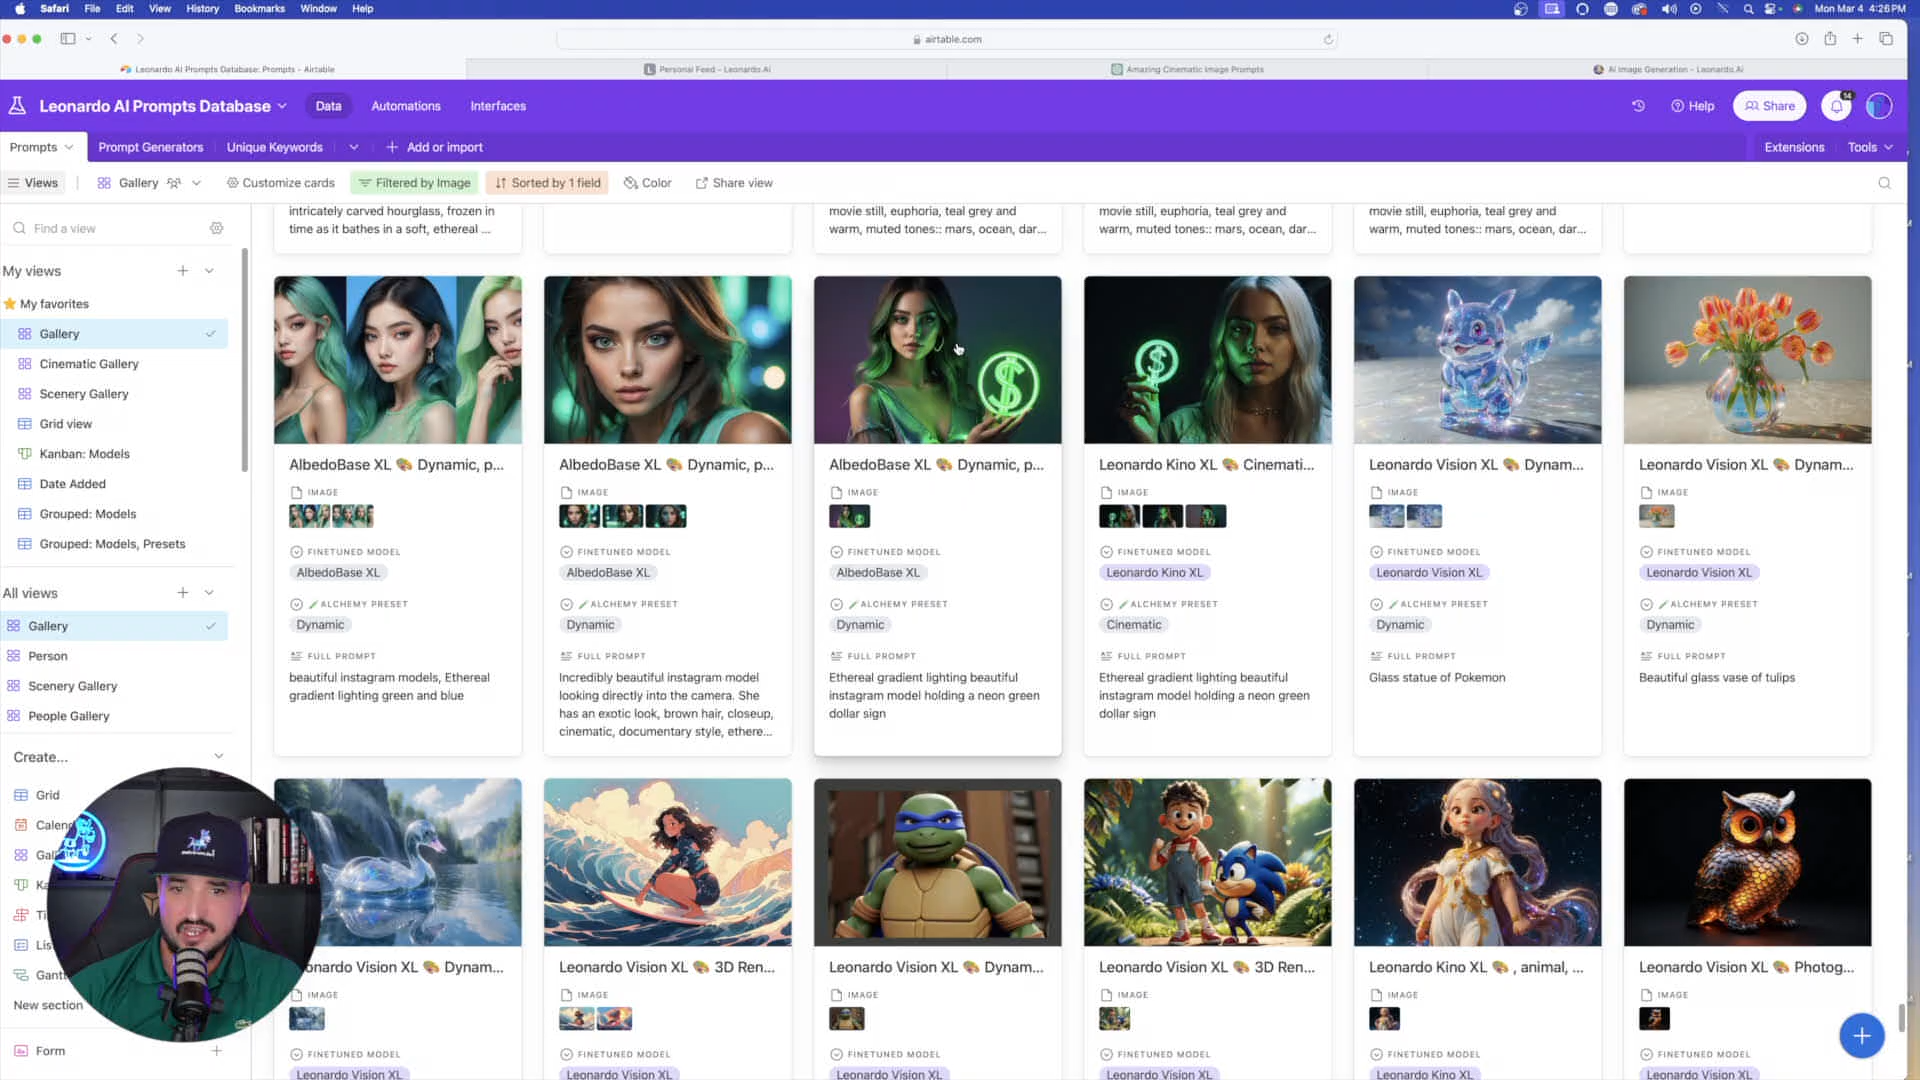 Safari File Edit View History Bookmarks Window Help
Mon Mar 4 4:26 PM
airtable.com
Leonardo AI Prompts Database: Prompts - Airtable
Personal Feed - Leonardo.Ai
Amazing Cinematic Image Prompts
AI Image Generation - Leonardo.Ai
Leonardo AI Prompts Database Data Automations Interfaces
Help Share 14
Prompts Prompt Generators Unique Keywords Add or import
Extensions Tools
Views Gallery Customize cards Filtered by Image Sorted by 1 field Color Share view
Find a view
My views
My favorites
Gallery
Cinematic Gallery
Scenery Gallery
Grid view
Kanban: Models
Date Added
Grouped: Models
Grouped: Models, Presets
All views
Gallery
Person
Scenery Gallery
People Gallery
Create...
Grid
Calen
Gal
Ka
Ti
Lis
Gantt
New section
Form
intricately carved hourglass, frozen in
time as it bathes in a soft, ethereal ...
movie still, euphoria, teal grey and
warm, muted tones:: mars, ocean, dar...
movie still, euphoria, teal grey and
warm, muted tones:: mars, ocean, dar...
movie still, euphoria, teal grey and
warm, muted tones:: mars, ocean, dar...
AlbedoBase XL 🎨 Dynamic, p...
IMAGE
FINETUNED MODEL
AlbedoBase XL
ALCHEMY PRESET
Dynamic
FULL PROMPT
beautiful instagram models, Ethereal
gradient lighting green and blue
AlbedoBase XL 🎨 Dynamic, p...
IMAGE
FINETUNED MODEL
AlbedoBase XL
ALCHEMY PRESET
Dynamic
FULL PROMPT
Incredibly beautiful instagram model
looking directly into the camera. She
has an exotic look, brown hair, closeup,
cinematic, documentary style, ethere...
$
AlbedoBase XL 🎨 Dynamic, p...
IMAGE
FINETUNED MODEL
AlbedoBase XL
ALCHEMY PRESET
Dynamic
FULL PROMPT
Ethereal gradient lighting beautiful
instagram model holding a neon green
dollar sign
$
Leonardo Kino XL 🎨 Cinemati...
IMAGE
FINETUNED MODEL
Leonardo Kino XL
ALCHEMY PRESET
Cinematic
FULL PROMPT
Ethereal gradient lighting beautiful
instagram model holding a neon green
dollar sign
Leonardo Vision XL 🎨 Dynam...
IMAGE
FINETUNED MODEL
Leonardo Vision XL
ALCHEMY PRESET
Dynamic
FULL PROMPT
Glass statue of Pokemon
Leonardo Vision XL 🎨 Dynam...
IMAGE
FINETUNED MODEL
Leonardo Vision XL
ALCHEMY PRESET
Dynamic
FULL PROMPT
Beautiful glass vase of tulips
onardo Vision XL 🎨 Dynam...
IMAGE
FINETUNED MODEL
Leonardo Vision XL
Leonardo Vision XL 🎨 3D Ren...
IMAGE
FINETUNED MODEL
Leonardo Vision XL
Leonardo Vision XL 🎨 Dynam...
IMAGE
FINETUNED MODEL
Leonardo Vision XL
Leonardo Vision XL 🎨 3D Ren...
IMAGE
FINETUNED MODEL
Leonardo Vision XL
Leonardo Kino XL 🎨 , animal, ...
IMAGE
FINETUNED MODEL
Leonardo Kino XL
Leonardo Vision XL 🎨 Photog...
IMAGE
FINETUNED MODEL
Leonardo Vision XL